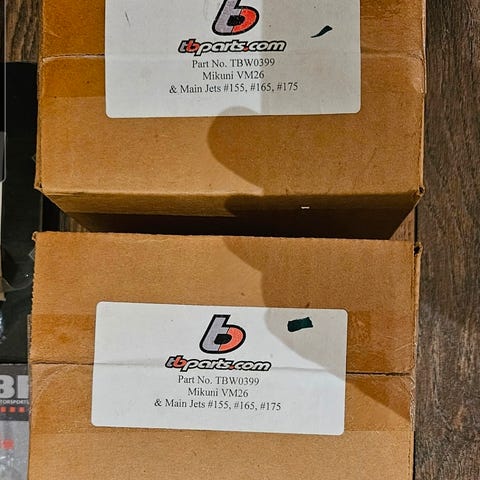 tbparts.com
Part No. TBW0399
Mikuni VM26
& Main Jets #155, #165, #175
tbparts.com
Part No. TBW0399
Mikuni VM26
& Main Jets #155, #165, #175